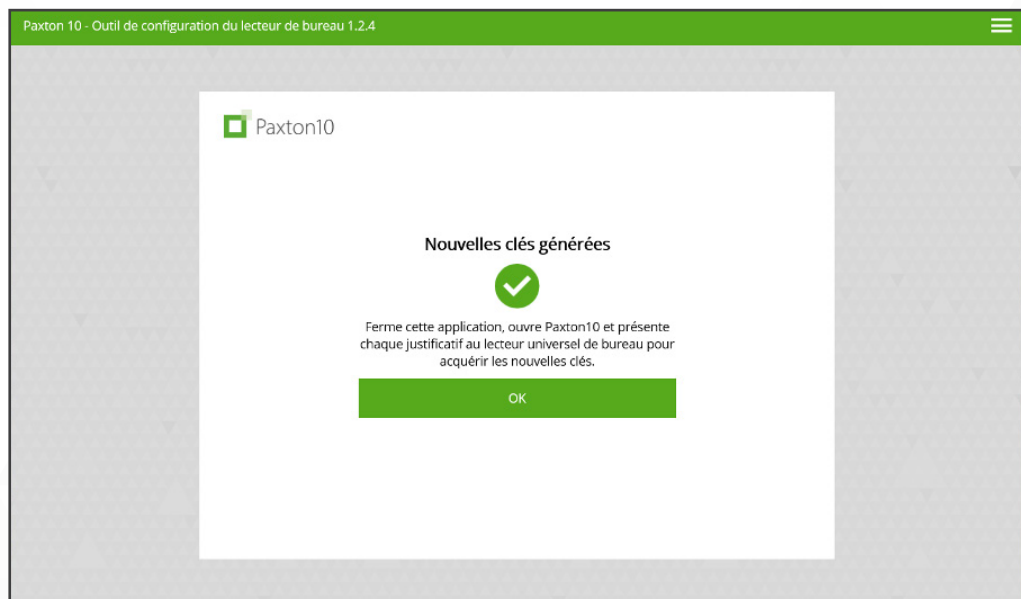 Paxton 10 - Outil de configuration du lecteur de bureau 1.2.4
Paxton10
Nouvelles clés générées
Ferme cette application, ouvre Paxton10 et présente
chaque justificatif au lecteur universel de bureau pour
acquérir les nouvelles clés.
OK